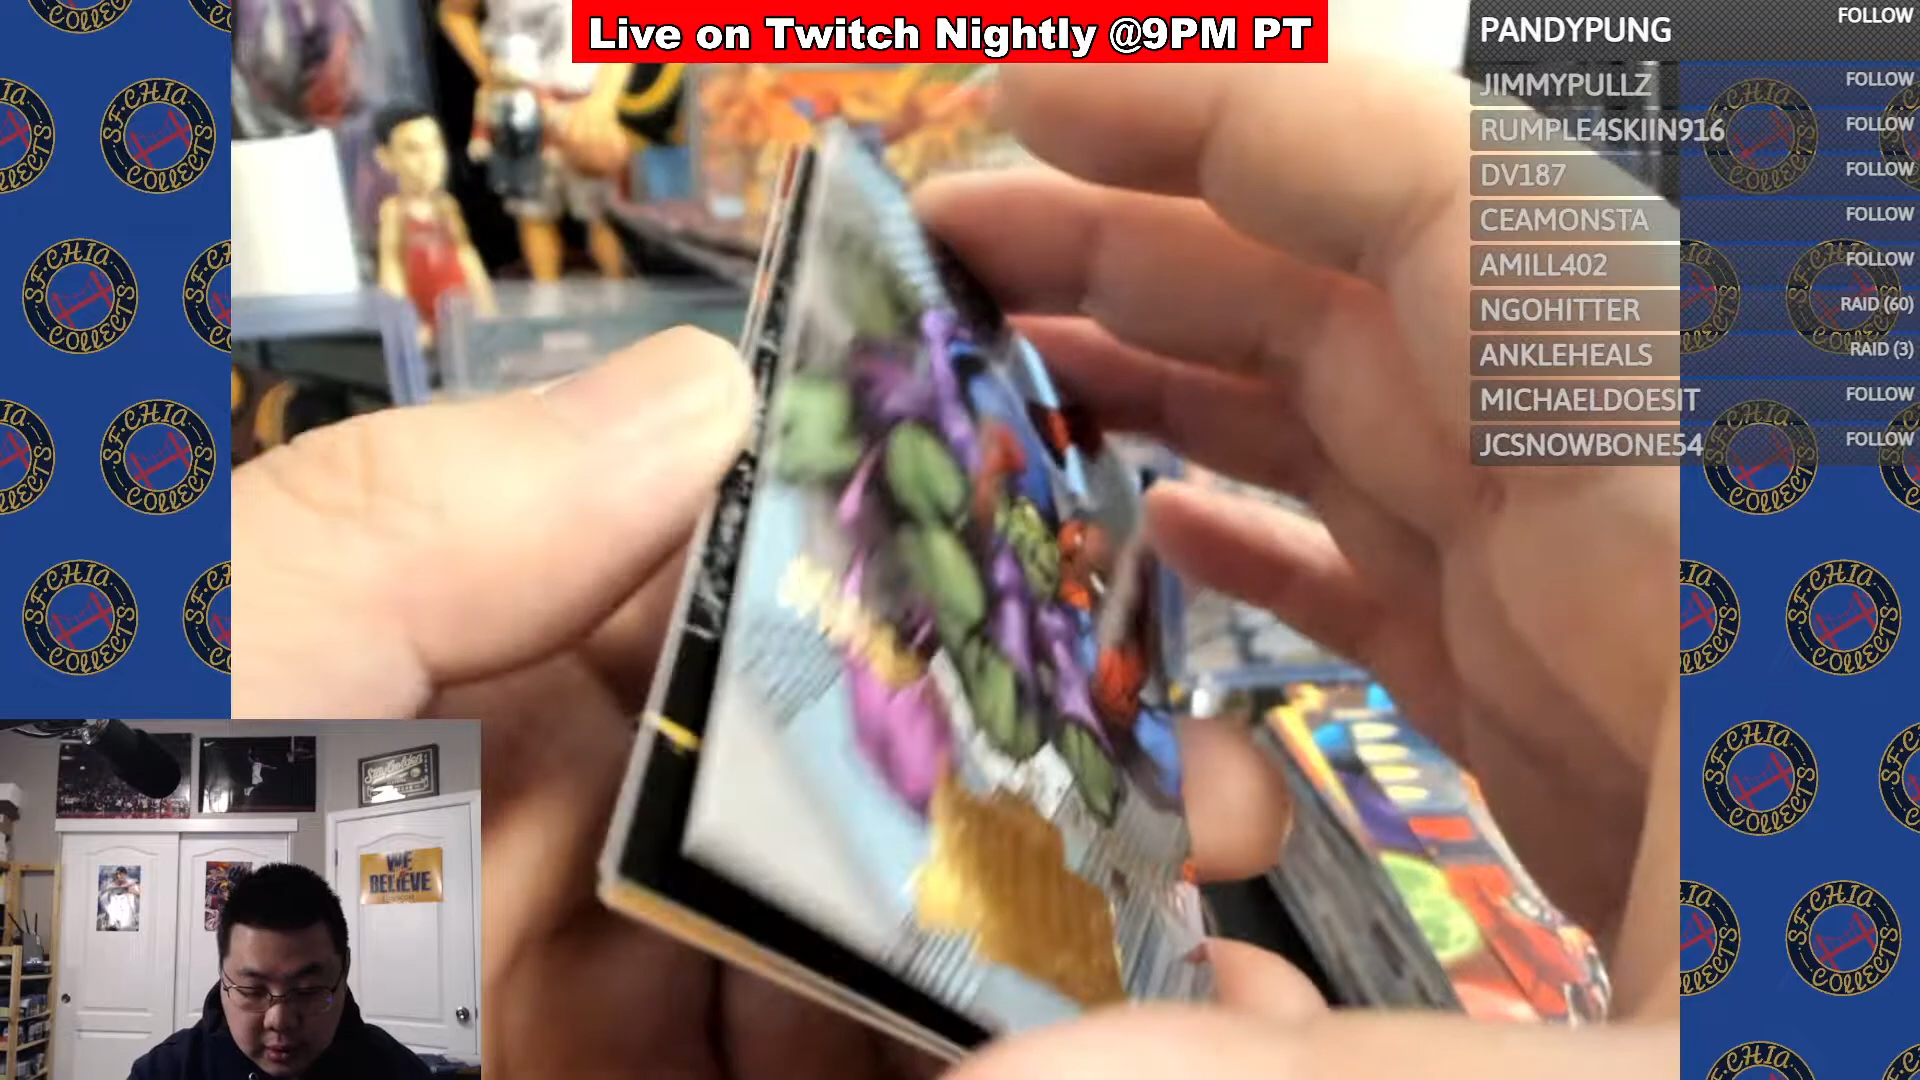 Live on Twitch Nightly @9PM PT
PANDYPUNG FOLLOW
JIMMYPULLZ FOLLOW
RUMPLE4SKIIN916 FOLLOW
DV187 FOLLOW
CEAMONSTA FOLLOW
AMILL402 FOLLOW
NGOHITTER RAID (60)
ANKLEHEALS RAID (3)
MICHAELDOESIT FOLLOW
JCSNOWBONE54 FOLLOW
SF.CHIA
COLLECTS
WE
BELIEVE